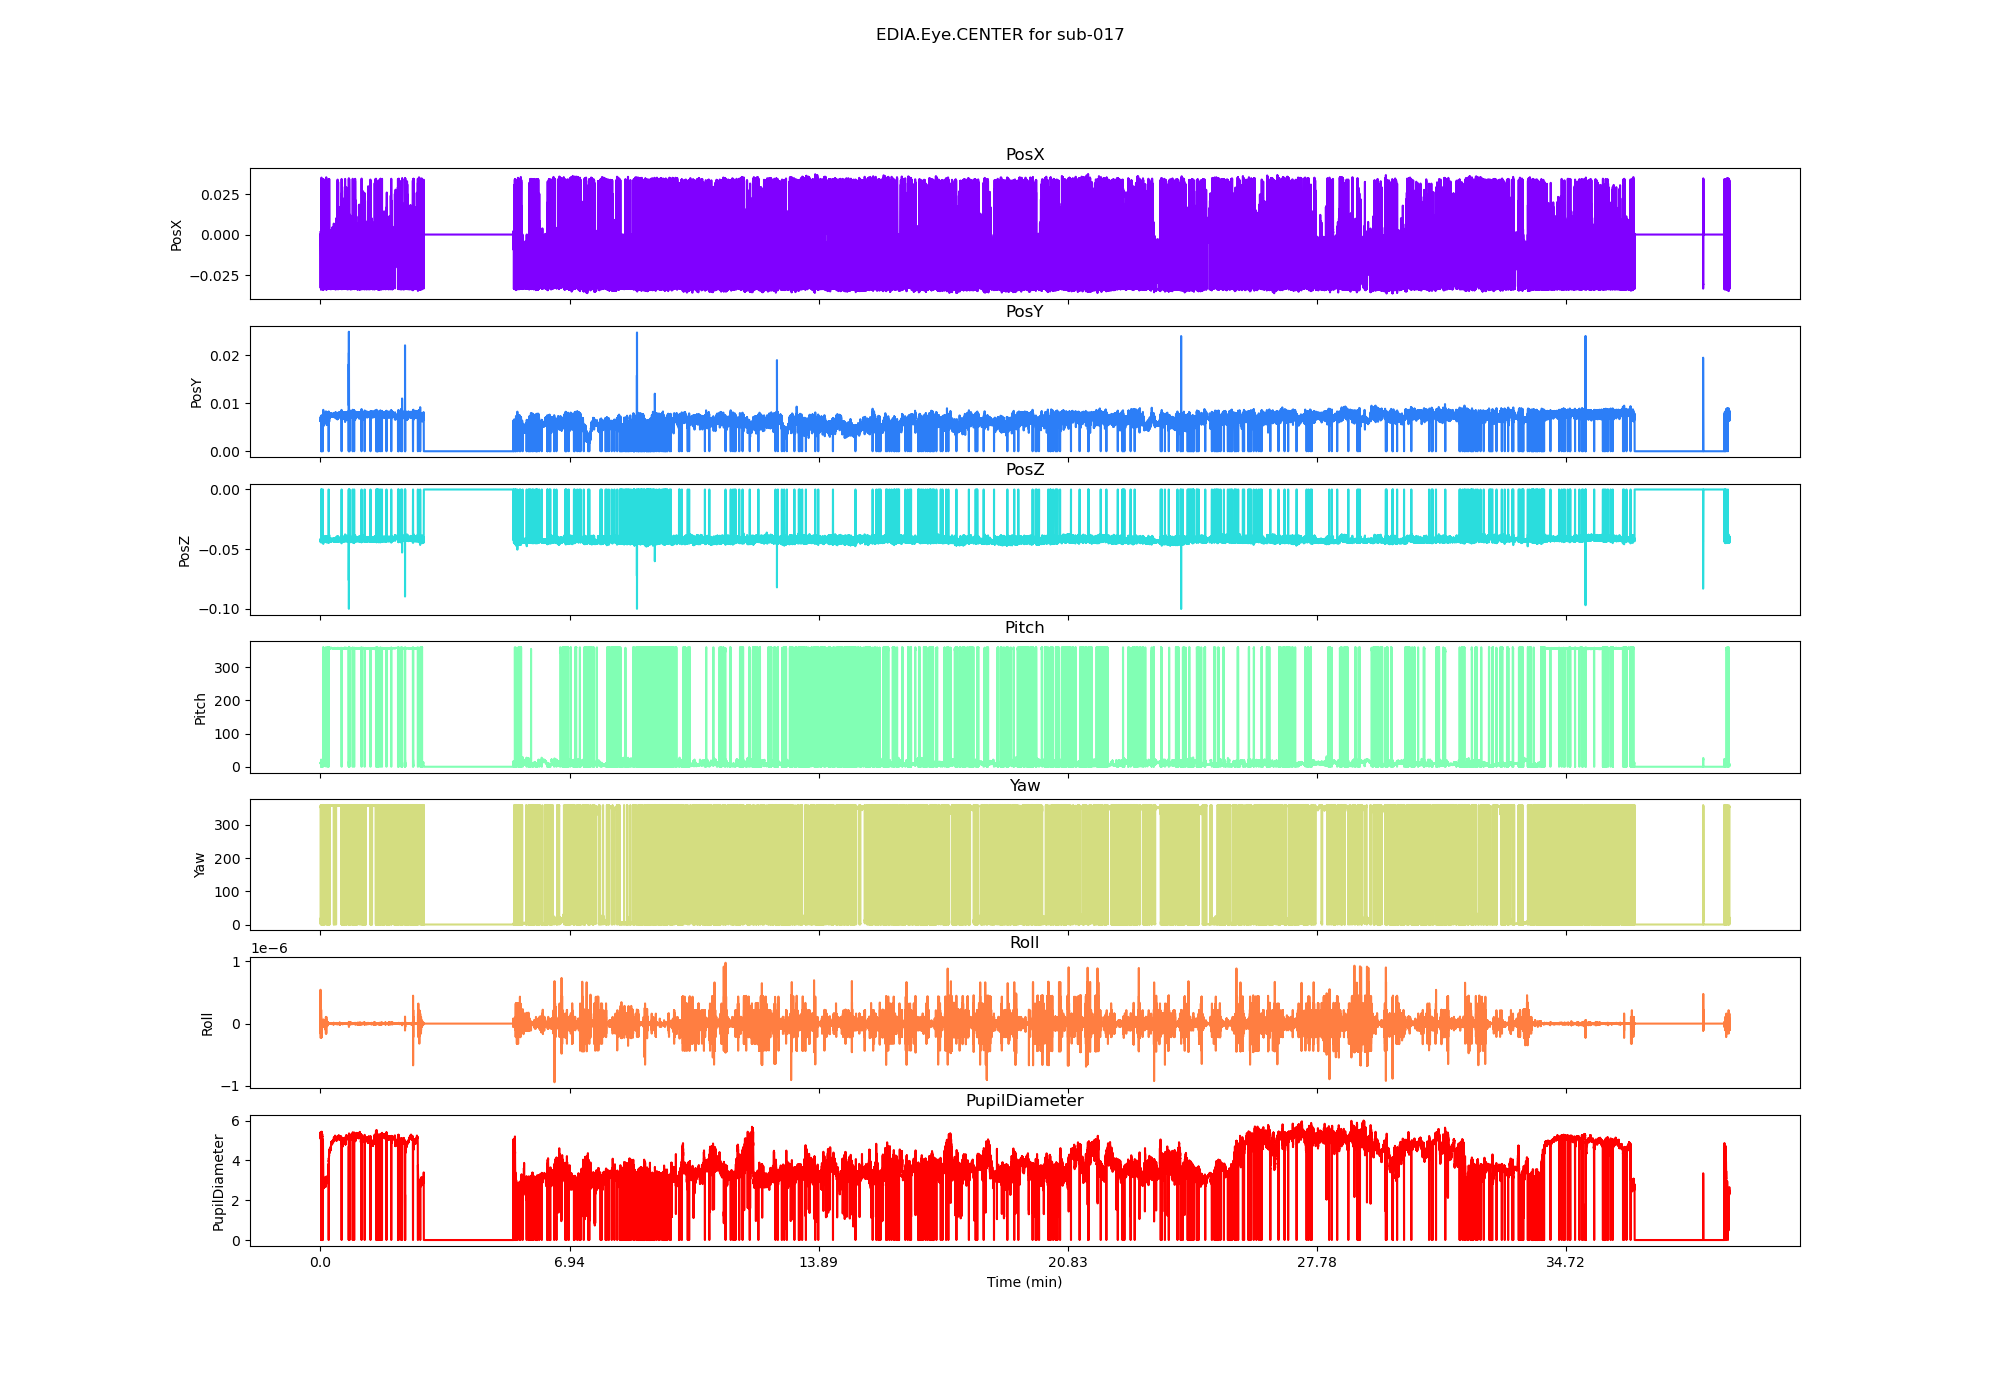 EDIA.Eye.CENTER for sub-017
PosX
0.025
0.000
−0.025
PosX
PosY
0.02
0.01
0.00
PosY
PosZ
0.00
−0.05
−0.10
PosZ
Pitch
300
200
100
0
Pitch
Yaw
300
200
100
0
Yaw
1e−6
Roll
1
0
−1
Roll
PupilDiameter
6
4
2
0
PupilDiameter
0.0 6.94 13.89 20.83 27.78 34.72
Time (min)